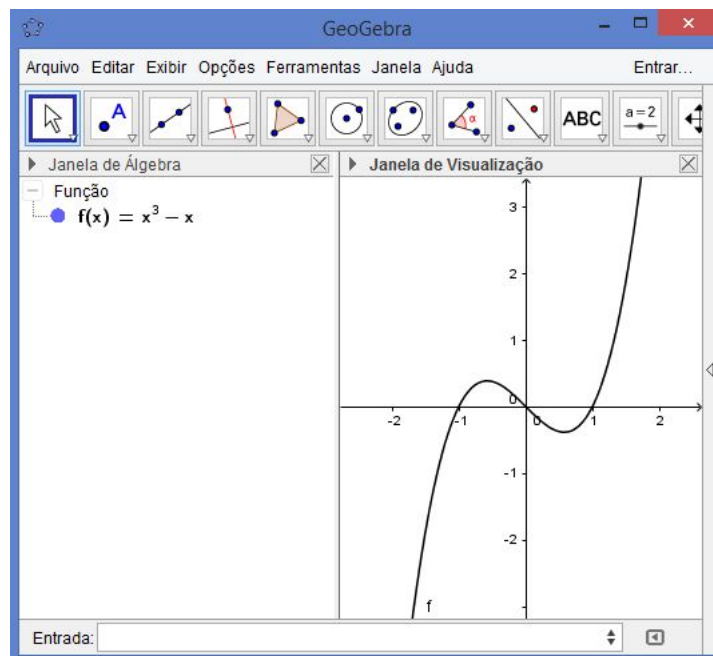 GeoGebra
Arquivo Editar Exibir Opções Ferramentas Janela Ajuda Entrar...
A α ABC a=2
Janela de Álgebra
Janela de Visualização
Função
f(x) = x³ − x
3
2
1
0
-2 -1 0 1 2
-1
-2
f
Entrada: